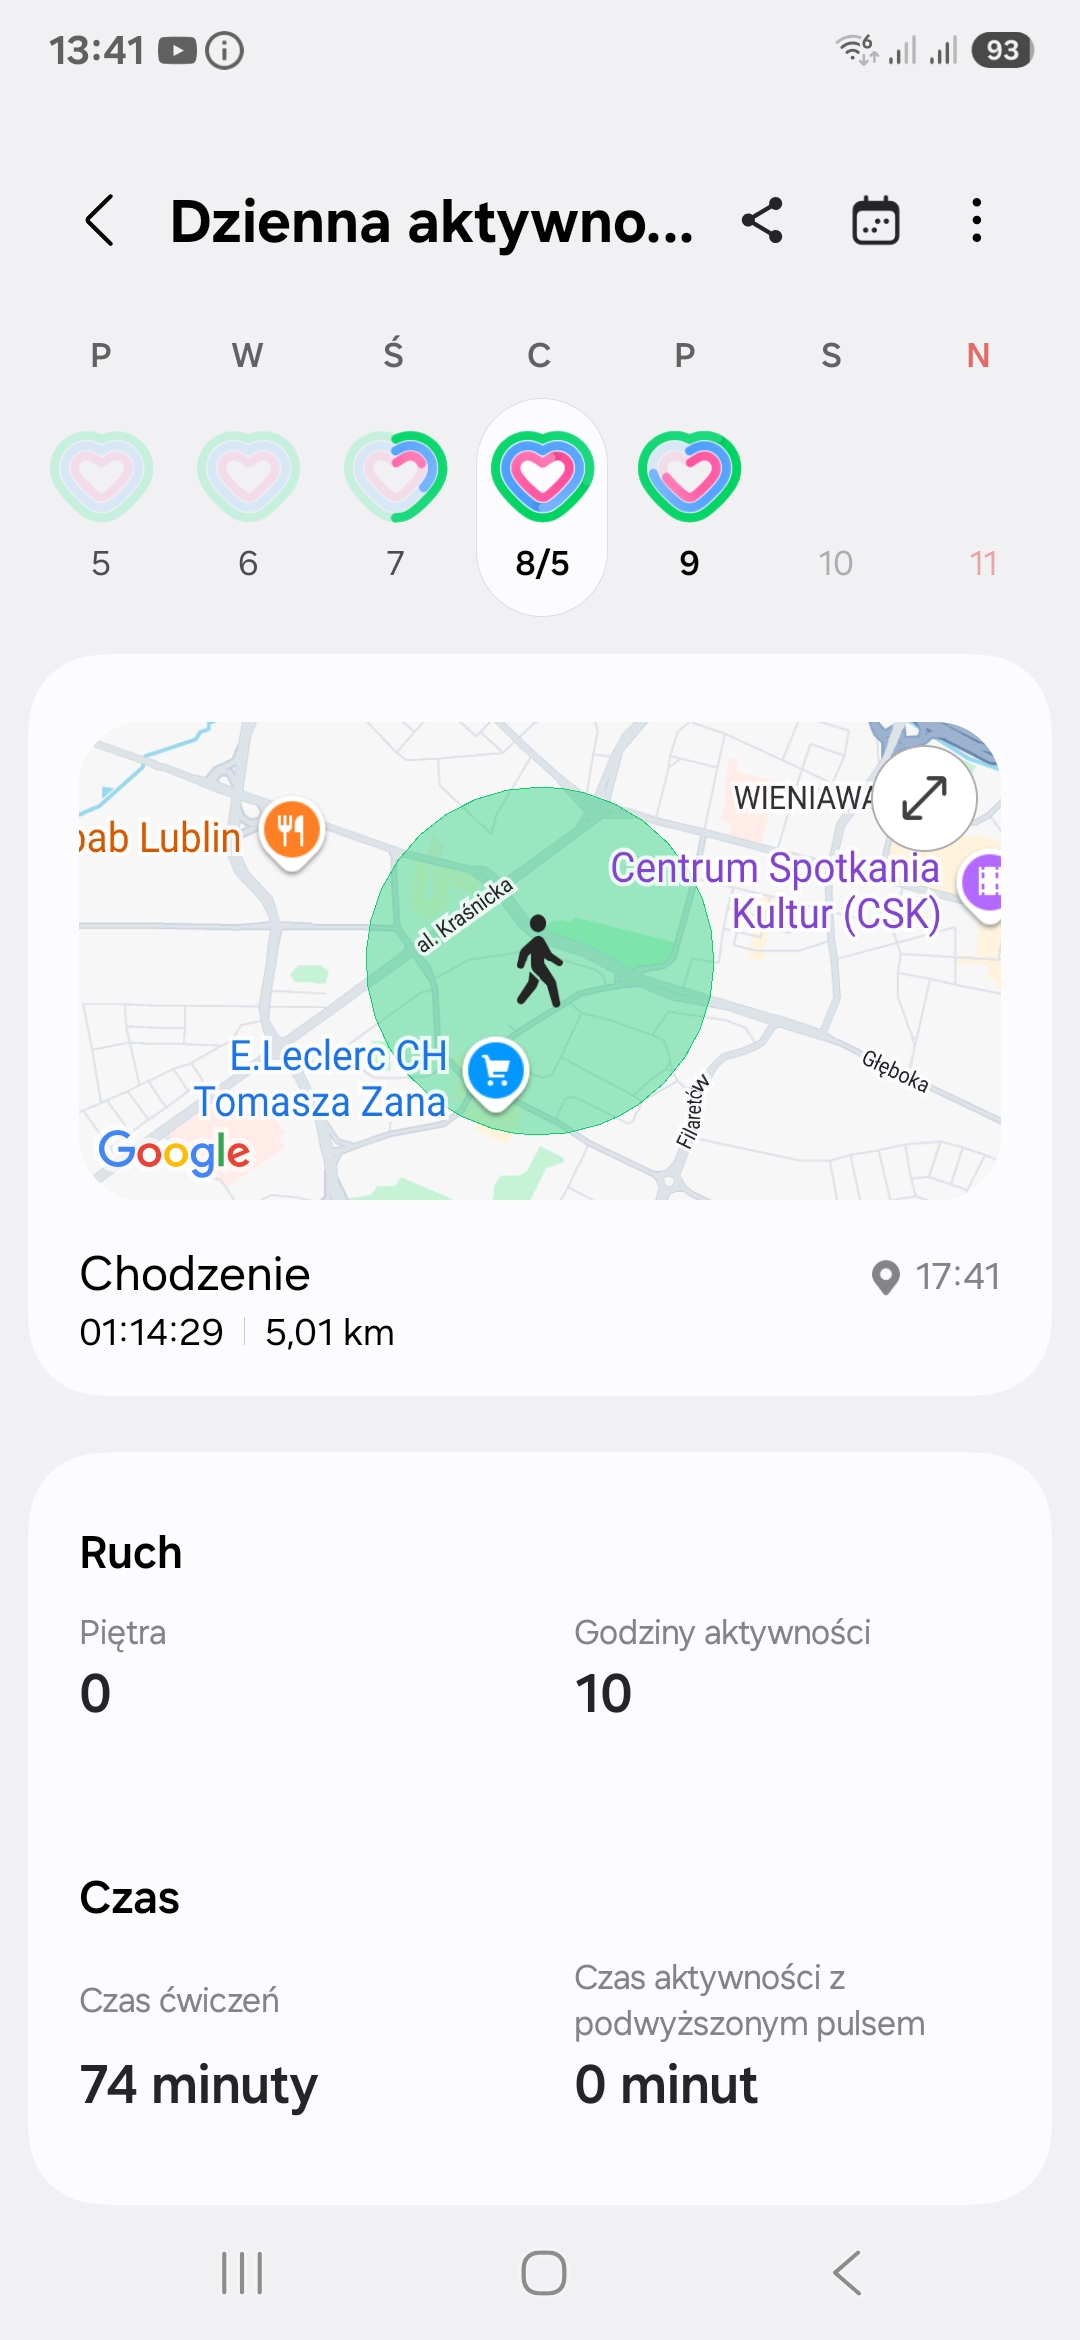 13:41
6
93
Dzienna aktywno...
P W Ś C P S N
5 6 7 8/5 9 10 11
WIENIAWA
bab Lublin
Centrum Spotkania
Kultur (CSK)
al. Kraśnicka
E.Leclerc CH
Tomasza Zana
Głęboka
Filaretów
Google
Chodzenie
17:41
01:14:29 5,01 km
Ruch
Piętra Godziny aktywności
0 10
Czas
Czas ćwiczeń
Czas aktywności z
podwyższonym pulsem
74 minuty 0 minut